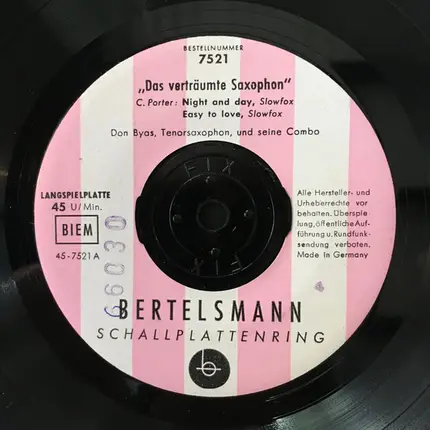 BESTELLNUMMER
7521
„Das verträumte Saxophon"
C. Porter: Night and day, Slowfox
Easy to love, Slowfox
Don Byas, Tenorsaxophon, und seine Combo
FIX
LANGSPIELPLATTE
45 U/Min.
BIEM
45-7521 A
66030
Alle Hersteller- und
Urheberrechte vor
behalten. Überspie
lung, öffentliche Auf-
führung u. Rundfunk-
sendung verboten.
Made in Germany
FIX
BERTELSMANN
SCHALLPLATTENRING
b